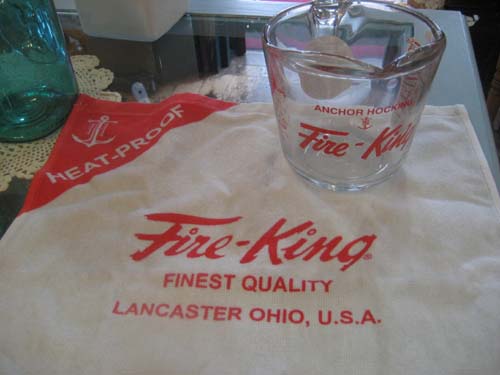 HEAT-PROOF
ANCHOR HOCKING
Fire-King
Fire-King®
FINEST QUALITY
LANCASTER OHIO, U.S.A.